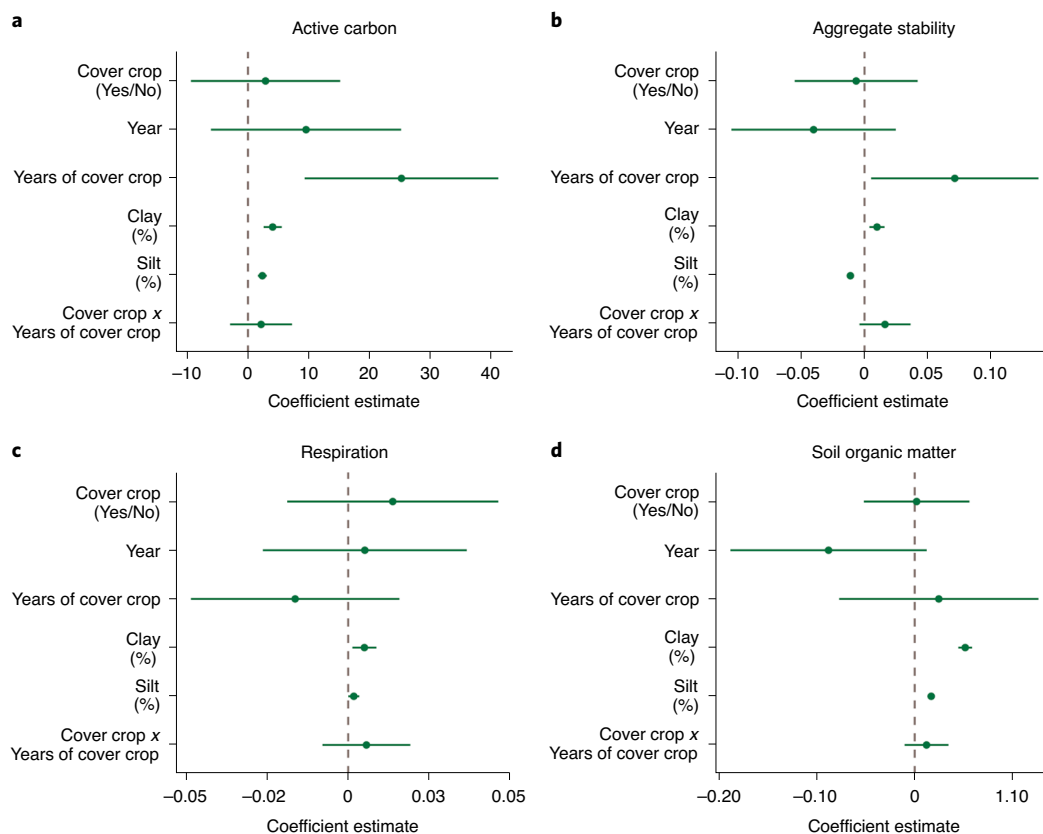 a
Active carbon
Cover crop
(Yes/No)
Year
Years of cover crop
Clay
(%)
Silt
(%)
Cover crop x
Years of cover crop
–10 0 10 20 30 40
Coefficient estimate
b
Aggregate stability
Cover crop
(Yes/No)
Year
Years of cover crop
Clay
(%)
Silt
(%)
Cover crop x
Years of cover crop
–0.10 –0.05 0 0.05 0.10
Coefficient estimate
c
Respiration
Cover crop
(Yes/No)
Year
Years of cover crop
Clay
(%)
Silt
(%)
Cover crop x
Years of cover crop
–0.05 –0.02 0 0.03 0.05
Coefficient estimate
d
Soil organic matter
Cover crop
(Yes/No)
Year
Years of cover crop
Clay
(%)
Silt
(%)
Cover crop x
Years of cover crop
–0.20 –0.10 0 1.10
Coefficient estimate